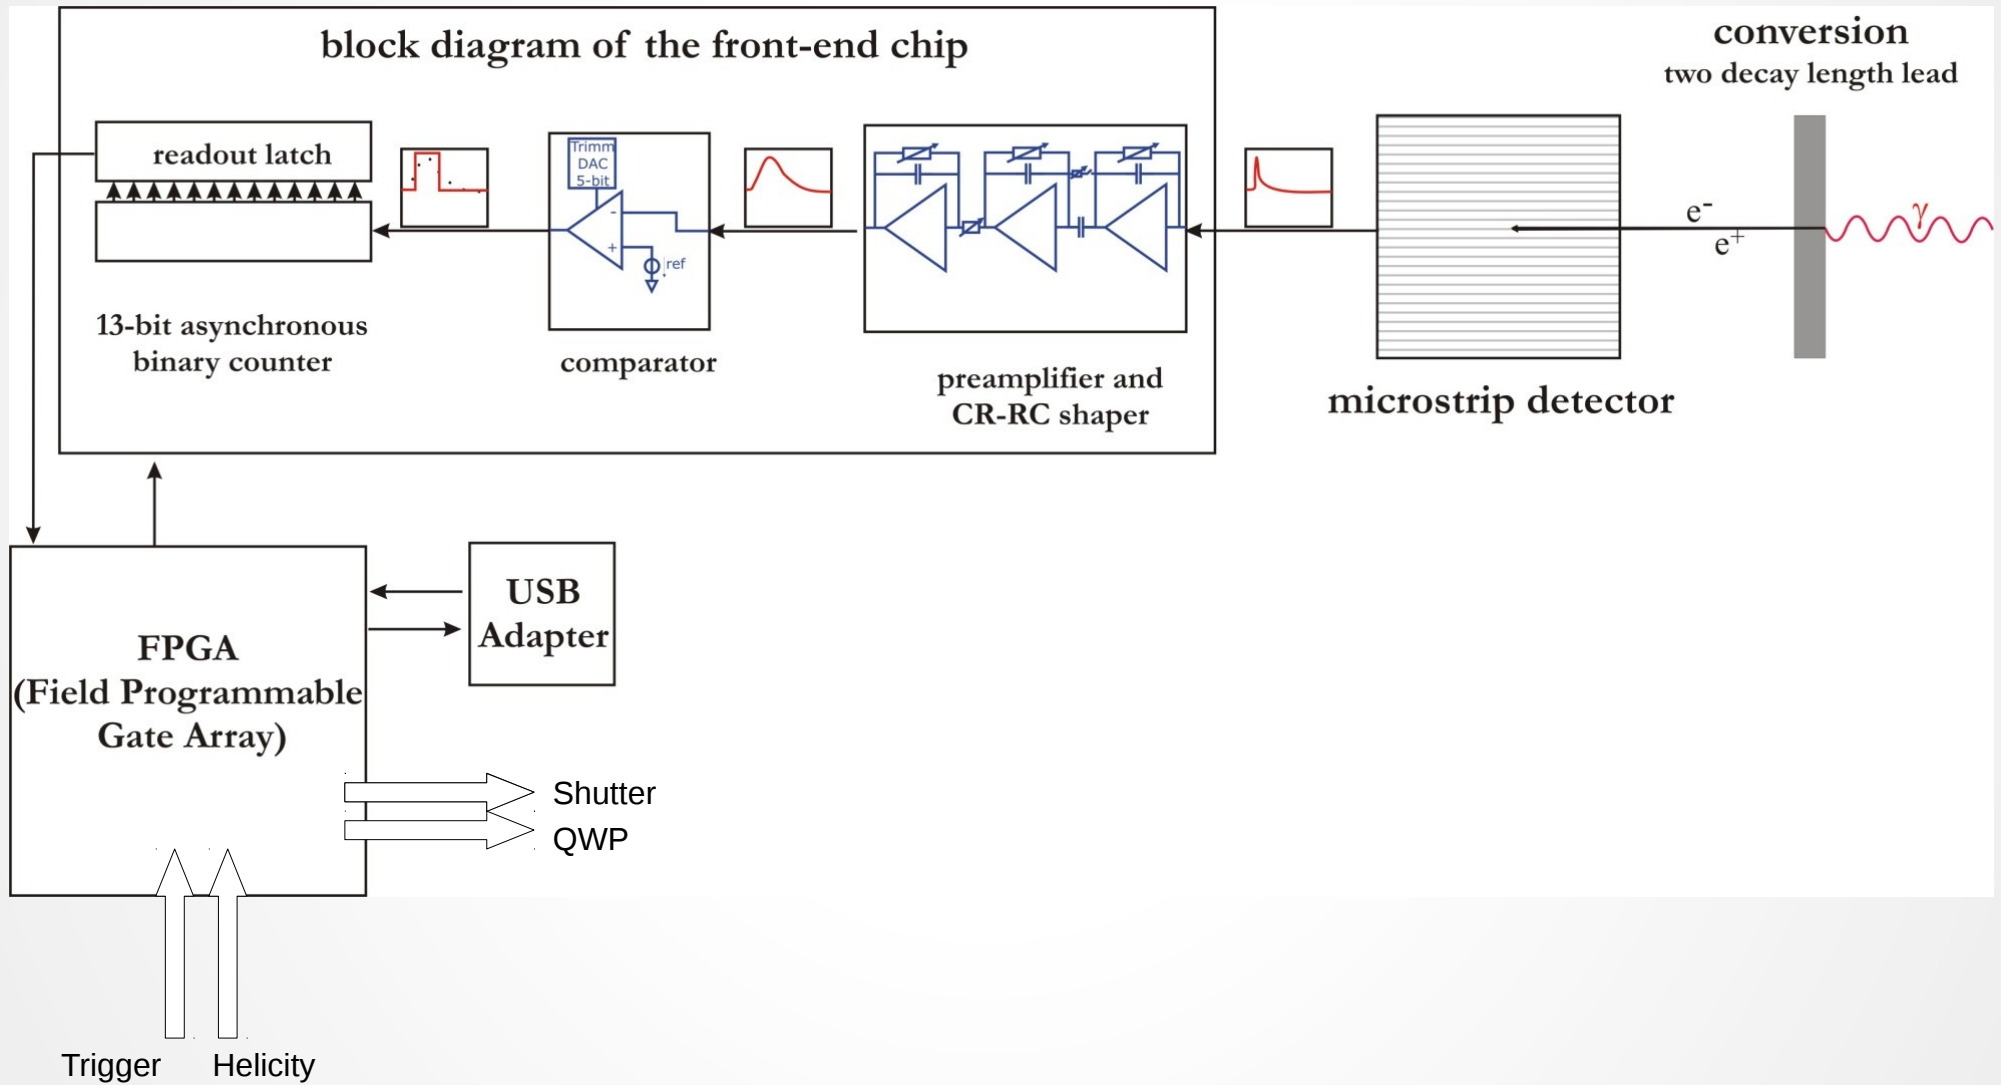 block diagram of the front-end chip
conversion
two decay length lead
readout latch
Trimm
DAC
5-bit
-
+
ref
e-
e+
γ
13-bit asynchronous
binary counter
comparator
preamplifier and
CR-RC shaper
microstrip detector
USB
Adapter
FPGA
(Field Programmable
Gate Array)
Shutter
QWP
Trigger
Helicity